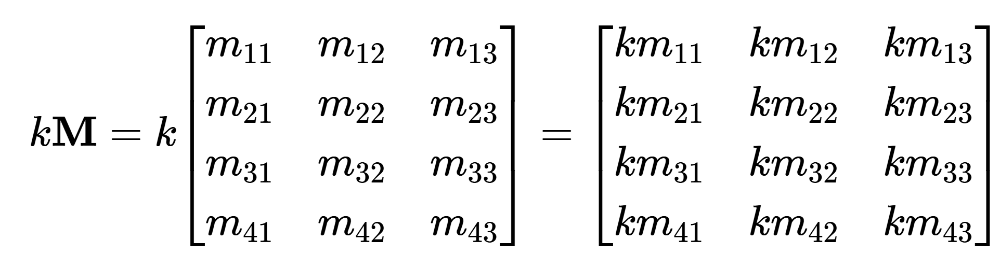 m₁₁ m₁₂ m₁₃ km₁₁ km₁₂ km₁₃
m₂₁ m₂₂ m₂₃ km₂₁ km₂₂ km₂₃
kM = k =
m₃₁ m₃₂ m₃₃ km₃₁ km₃₂ km₃₃
m₄₁ m₄₂ m₄₃ km₄₁ km₄₂ km₄₃